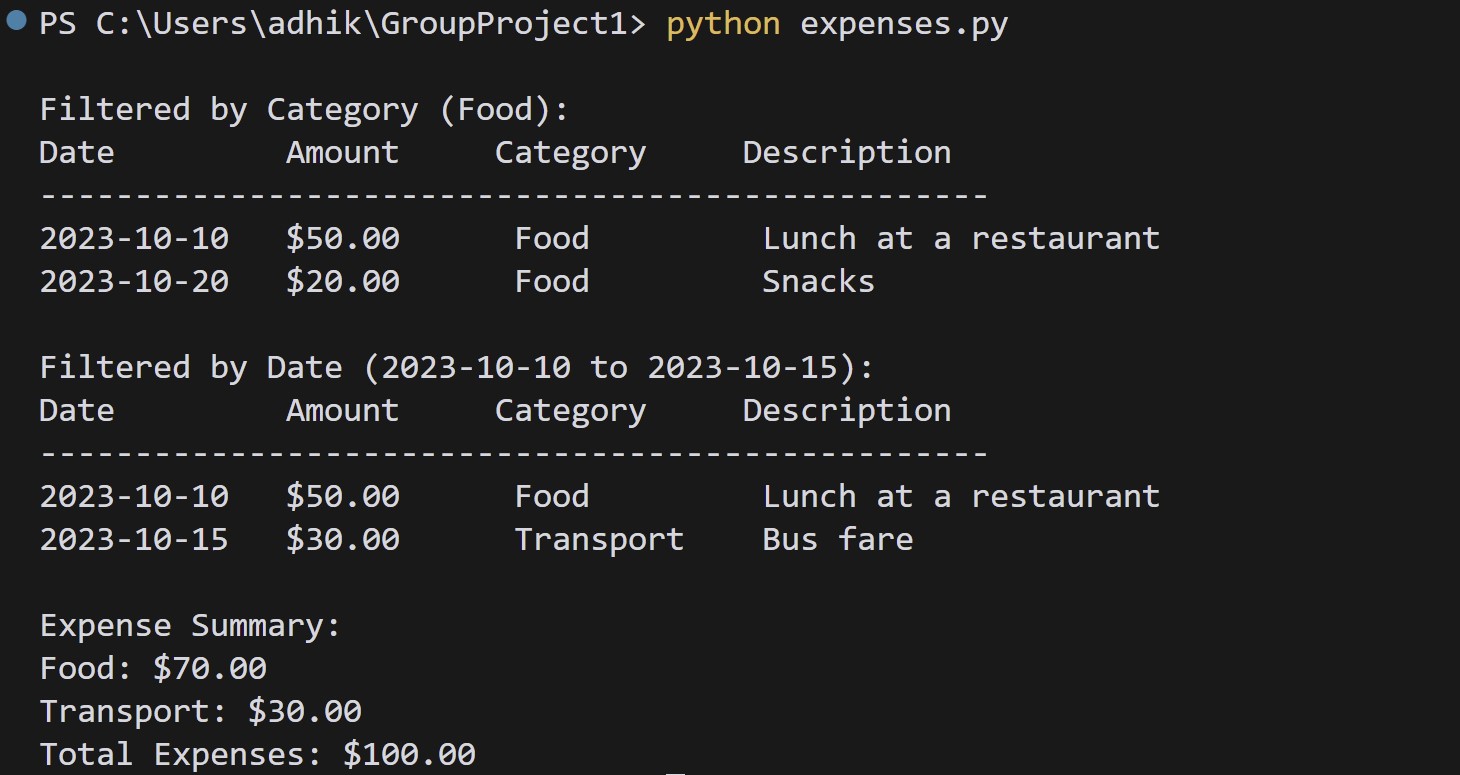 PS C:\Users\adhik\GroupProject1> python expenses.py
Filtered by Category (Food):
Date         Amount     Category     Description
--------------------------------------------------
2023-10-10   $50.00      Food         Lunch at a restaurant
2023-10-20   $20.00      Food         Snacks
Filtered by Date (2023-10-10 to 2023-10-15):
Date         Amount     Category     Description
--------------------------------------------------
2023-10-10   $50.00      Food         Lunch at a restaurant
2023-10-15   $30.00      Transport    Bus fare
Expense Summary:
Food: $70.00
Transport: $30.00
Total Expenses: $100.00